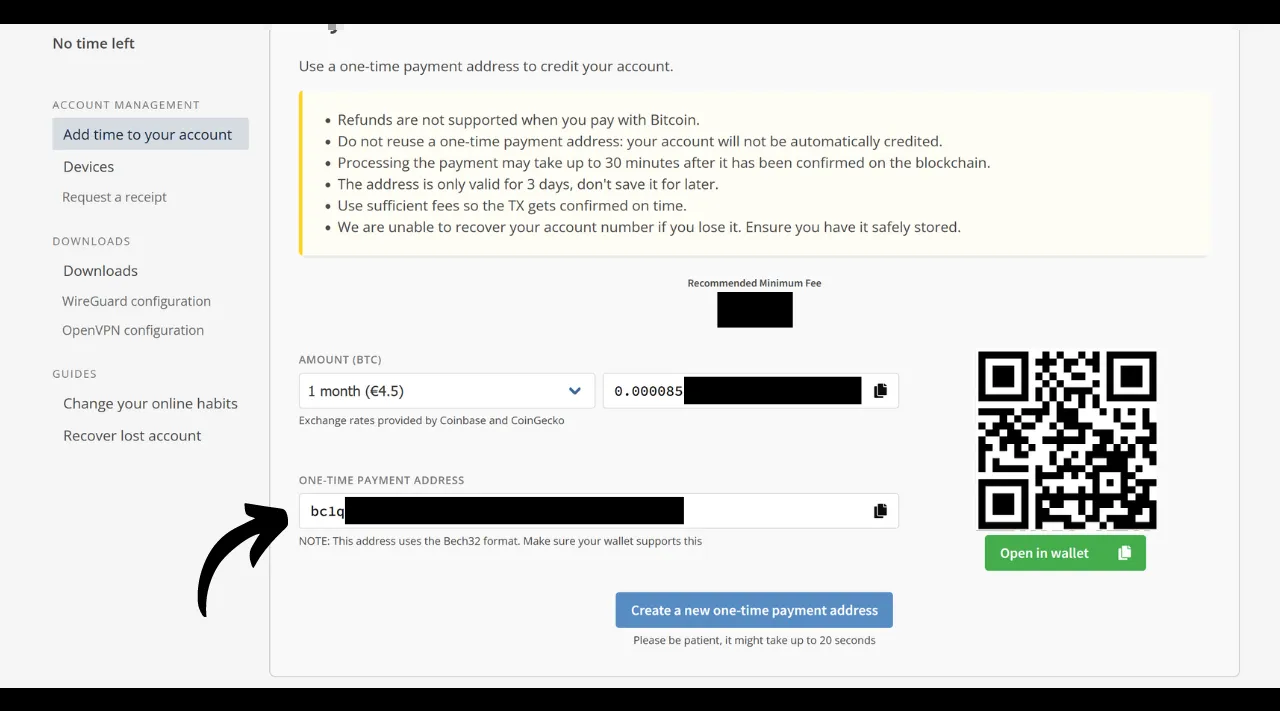 No time left
ACCOUNT MANAGEMENT
Add time to your account
Devices
Request a receipt
DOWNLOADS
Downloads
WireGuard configuration
OpenVPN configuration
GUIDES
Change your online habits
Recover lost account
Use a one-time payment address to credit your account.
• Refunds are not supported when you pay with Bitcoin.
• Do not reuse a one-time payment address: your account will not be automatically credited.
• Processing the payment may take up to 30 minutes after it has been confirmed on the blockchain.
• The address is only valid for 3 days, don't save it for later.
• Use sufficient fees so the TX gets confirmed on time.
• We are unable to recover your account number if you lose it. Ensure you have it safely stored.
Recommended Minimum Fee
AMOUNT (BTC)
1 month (€4.5)
0.000085
Exchange rates provided by Coinbase and CoinGecko
ONE-TIME PAYMENT ADDRESS
bc1q
NOTE: This address uses the Bech32 format. Make sure your wallet supports this
Open in wallet
Create a new one-time payment address
Please be patient, it might take up to 20 seconds